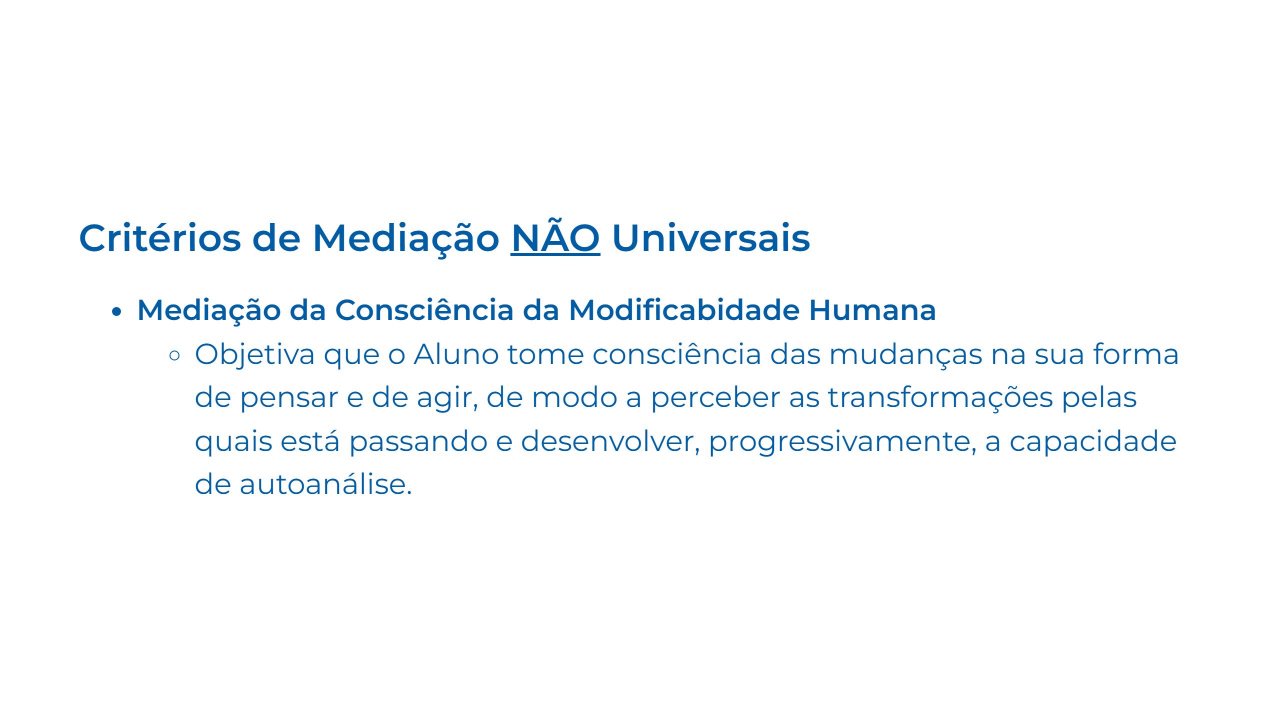 Critérios de Mediação NÃO Universais
• Mediação da Consciência da Modificabidade Humana
◦ Objetiva que o Aluno tome consciência das mudanças na sua forma
de pensar e de agir, de modo a perceber as transformações pelas
quais está passando e desenvolver, progressivamente, a capacidade
de autoanálise.